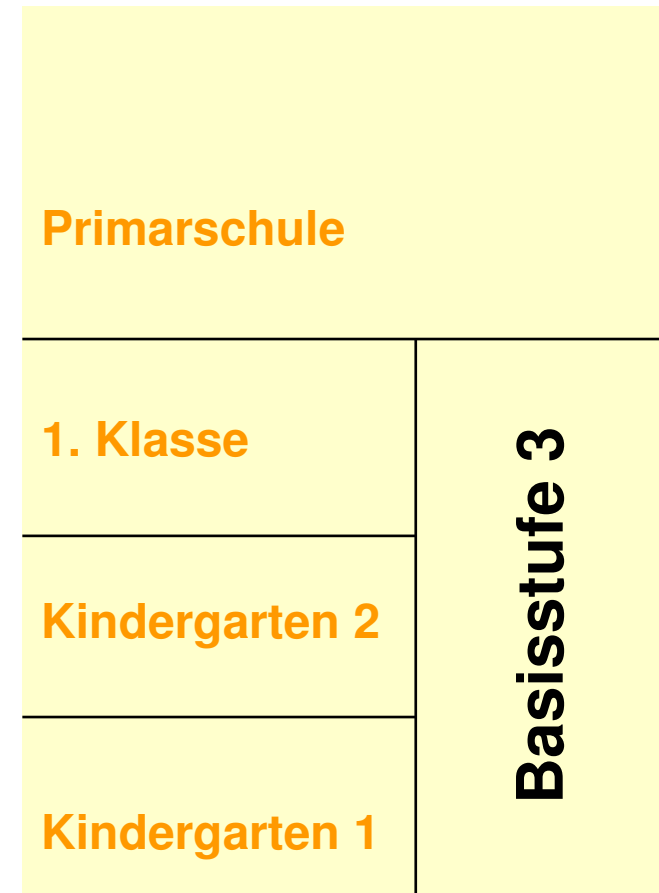 Primarschule
1. Klasse
Kindergarten 2
Kindergarten 1
Basisstufe 3